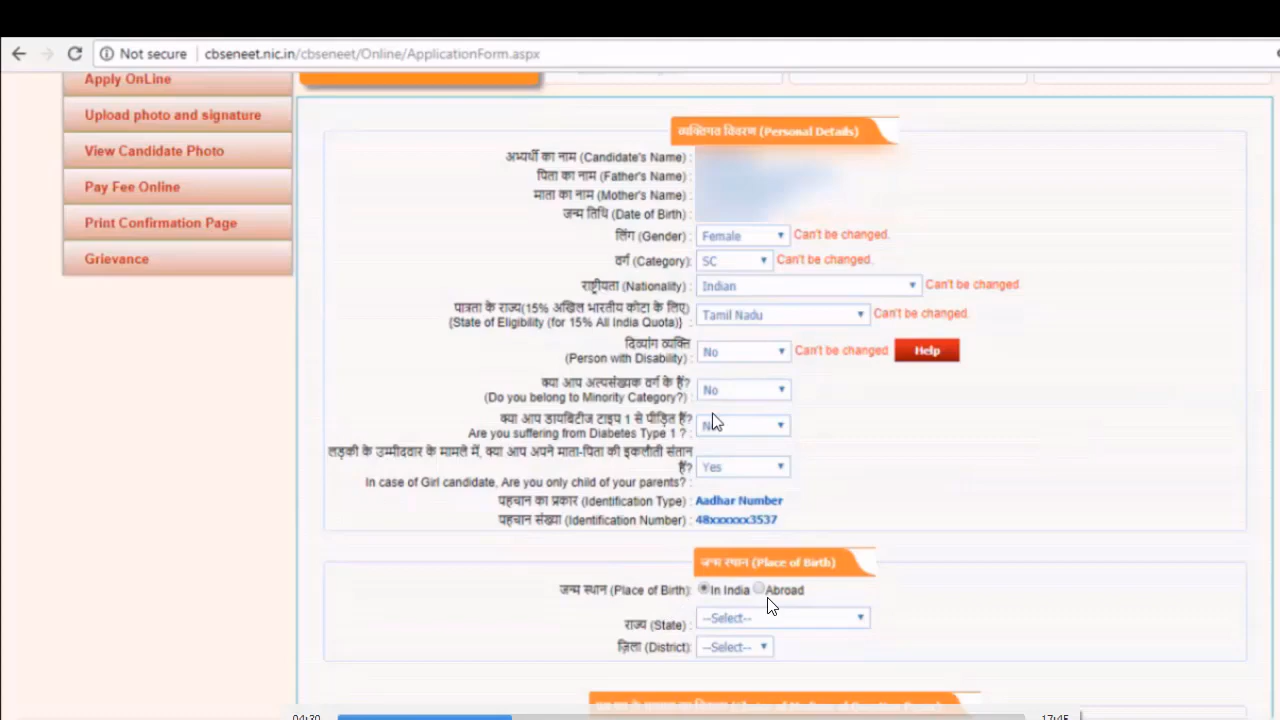 Not secure cbseneet.nic.in/cbseneet/Online/ApplicationForm.aspx
Apply OnLine
Upload photo and signature
View Candidate Photo
Pay Fee Online
Print Confirmation Page
Grievance
व्यक्तिगत विवरण (Personal Details)
अभ्यर्थी का नाम (Candidate's Name) :
पिता का नाम (Father's Name) :
माता का नाम (Mother's Name) :
जन्म तिथि (Date of Birth) :
लिंग (Gender) : Female Can't be changed.
वर्ग (Category): SC Can't be changed.
राष्ट्रीयता (Nationality) : Indian Can't be changed
पात्रता के राज्य(15% अखिल भारतीय कोटा के लिए)
{State of Eligibility (for 15% All India Quota)} : Tamil Nadu Can't be changed.
दिव्यांग व्यक्ति
(Person with Disability) : No Can't be changed Help
क्या आप अल्पसंख्यक वर्ग के हैं?
(Do you belong to Minority Category?) : No
क्या आप डायबिटीज टाइप 1 से पीड़ित हैं?
Are you suffering from Diabetes Type 1 ? :
लड़की के उम्मीदवार के मामले में, क्या आप अपने माता-पिता की इकलौती संतान
हैं? Yes
In case of Girl candidate, Are you only child of your parents? :
पहचान का प्रकार (Identification Type) : Aadhar Number
पहचान संख्या (Identification Number) : 48xxxxxx3537
जन्म स्थान (Place of Birth)
जन्म स्थान (Place of Birth): In India Abroad
राज्य (State) : --Select--
ज़िला (District): --Select--
04:30 17:45